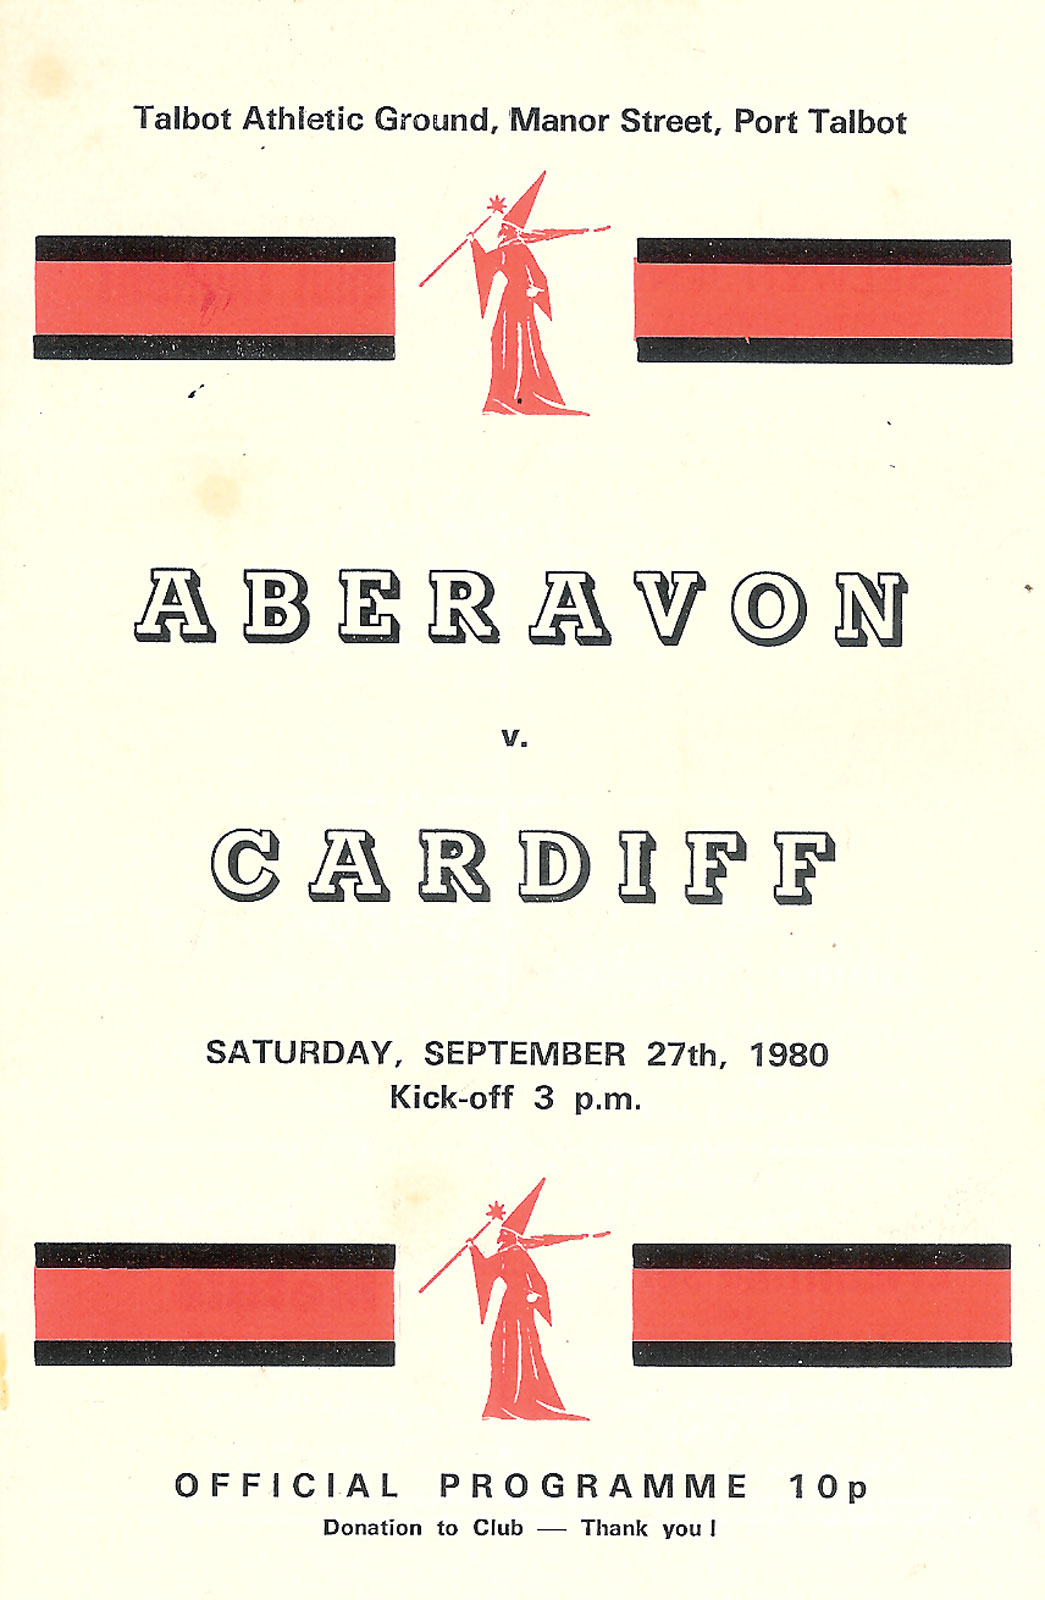 Talbot Athletic Ground, Manor Street, Port Talbot
ABERAVON
v.
CARDIFF
SATURDAY, SEPTEMBER 27th, 1980
Kick-off 3 p.m.
OFFICIAL PROGRAMME 10p
Donation to Club — Thank you!